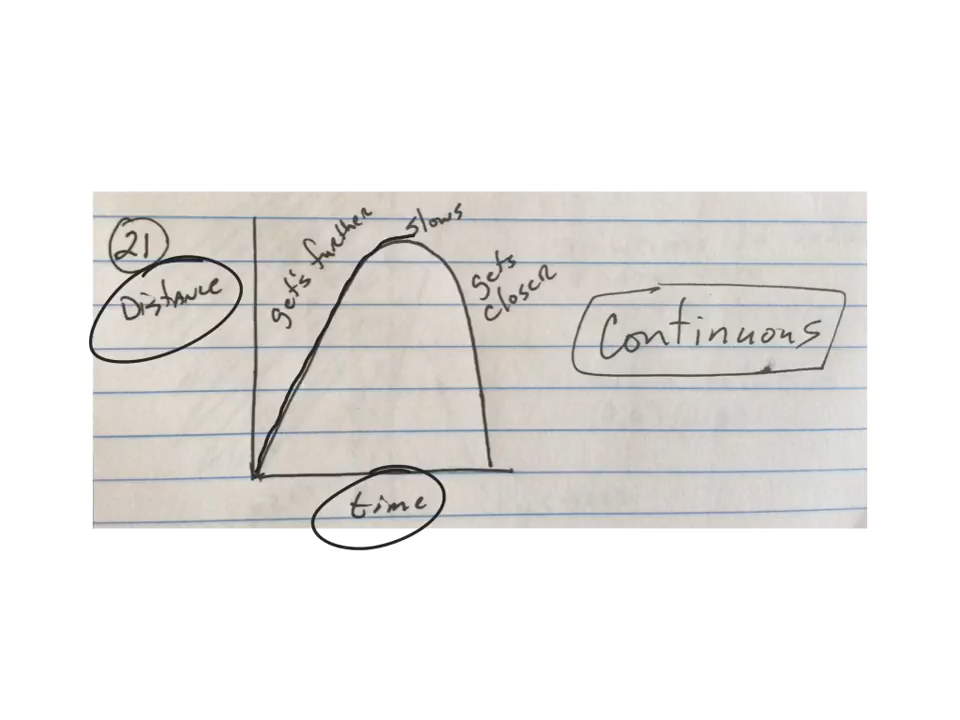 21
Distance
gets further
slows
gets
closer
Continuous
time